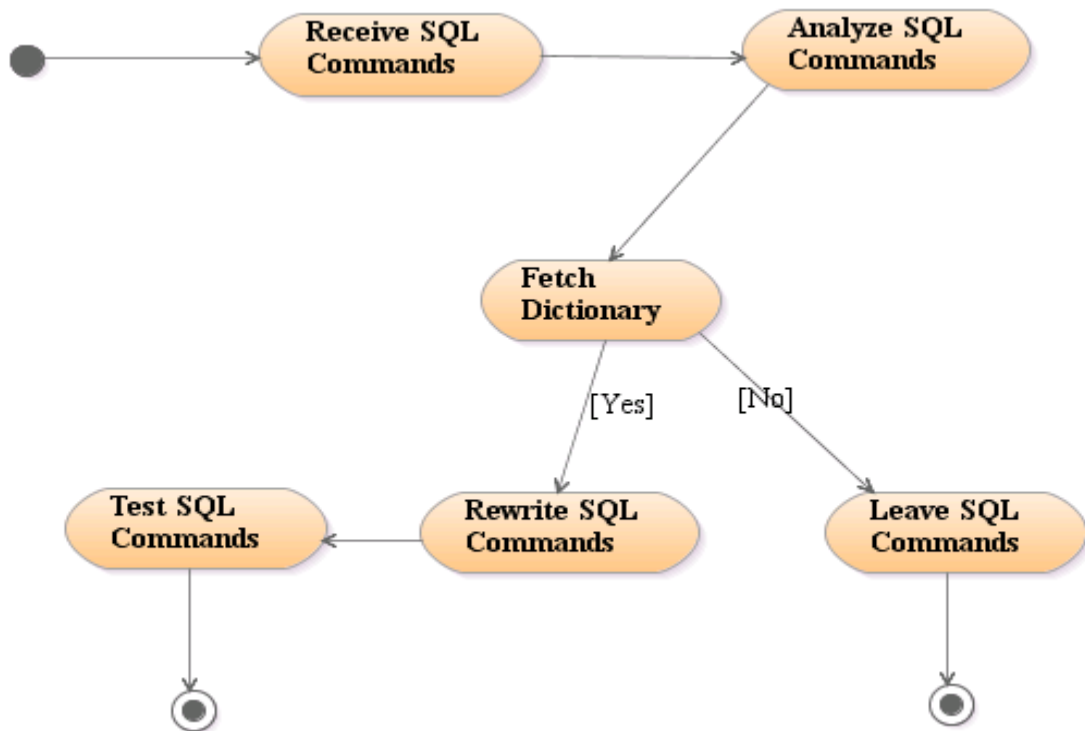 Receive SQL
Commands
Analyze SQL
Commands
Fetch
Dictionary
[Yes]
[No]
Test SQL
Commands
Rewrite SQL
Commands
Leave SQL
Commands